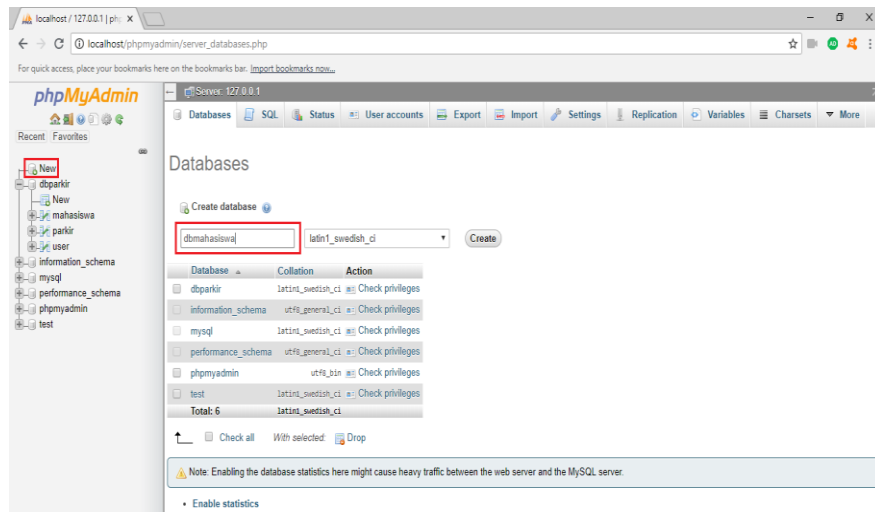 localhost / 127.0.0.1 | ph
localhost/phpmyadmin/server_databases.php
For quick access, place your bookmarks here on the bookmarks bar. Import bookmarks now...
phpMyAdmin
Recent Favorites
New
dbparkir
New
mahasiswa
parkir
user
information_schema
mysql
performance_schema
phpmyadmin
test
Server: 127.0.0.1
Databases SQL Status User accounts Export Import Settings Replication Variables Charsets More
Databases
Create database
dbmahasiswa latin1_swedish_ci Create
Database Collation Action
dbparkir latin1_swedish_ci Check privileges
information_schema utf8_general_ci Check privileges
mysql latin1_swedish_ci Check privileges
performance_schema utf8_general_ci Check privileges
phpmyadmin utf8_bin Check privileges
test latin1_swedish_ci Check privileges
Total: 6 latin1_swedish_ci
Check all With selected: Drop
Note: Enabling the database statistics here might cause heavy traffic between the web server and the MySQL server.
Enable statistics